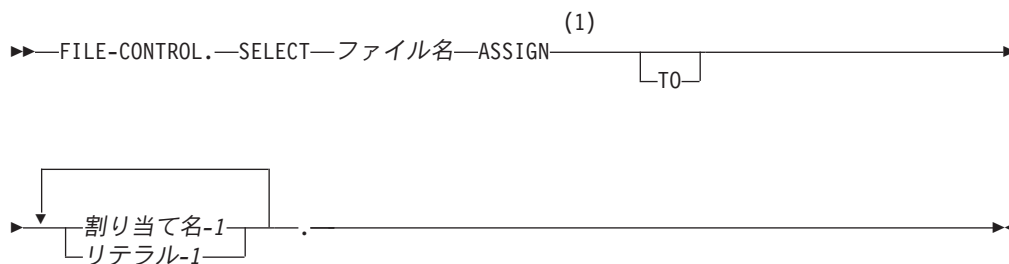 (1)
FILE-CONTROL. SELECT ファイル名 ASSIGN
TO
割り当て名-1 .
リテラル-1